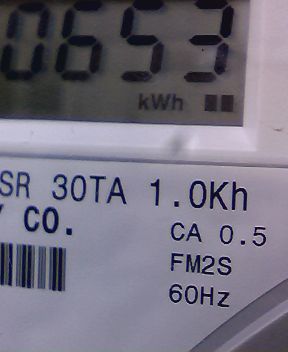 0653
kWh
SR 30TA 1.0Kh
Y CO.
CA 0.5
FM2S
60Hz